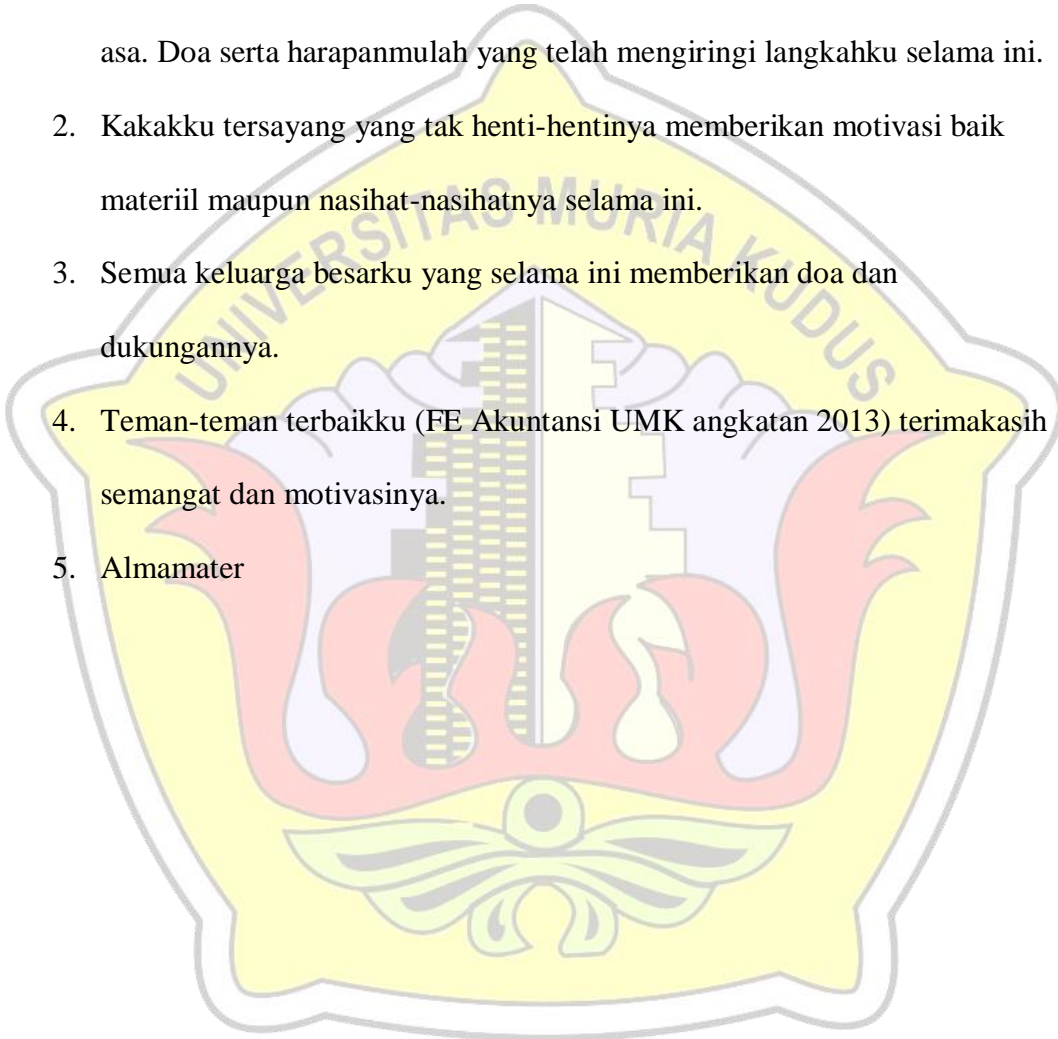 asa. Doa serta harapanmulah yang telah mengiringi langkahku selama ini.
2. Kakakku tersayang yang tak henti-hentinya memberikan motivasi baik
materiil maupun nasihat-nasihatnya selama ini.
UNIVERSITAS MURIA KUDUS
3. Semua keluarga besarku yang selama ini memberikan doa dan
dukungannya.
4. Teman-teman terbaikku (FE Akuntansi UMK angkatan 2013) terimakasih
semangat dan motivasinya.
5. Almamater